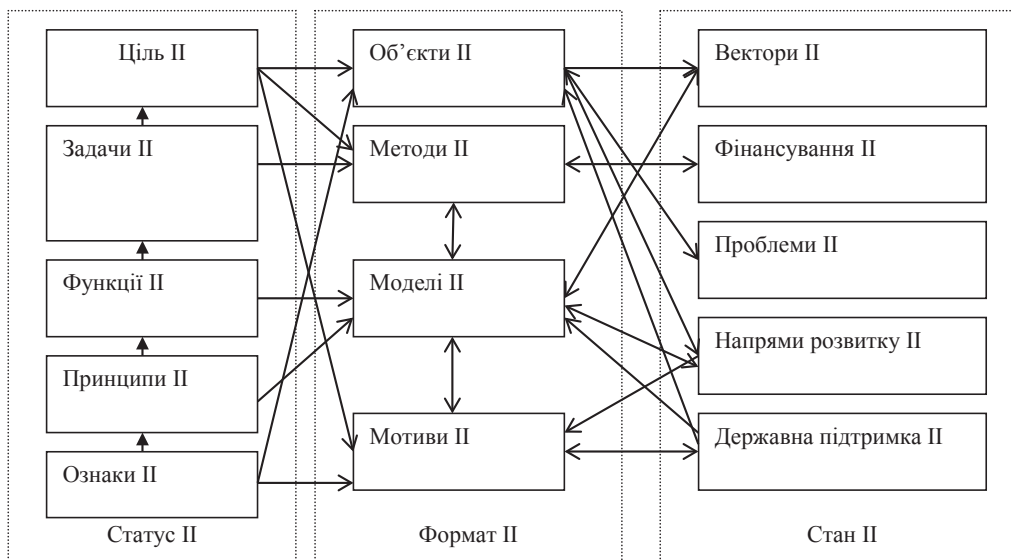 Ціль ІІ
Задачи ІІ
Функції ІІ
Принципи ІІ
Ознаки ІІ
Статус ІІ
Об’єкти ІІ
Методи ІІ
Моделі ІІ
Мотиви ІІ
Формат ІІ
Вектори ІІ
Фінансування ІІ
Проблеми ІІ
Напрями розвитку ІІ
Державна підтримка ІІ
Стан ІІ